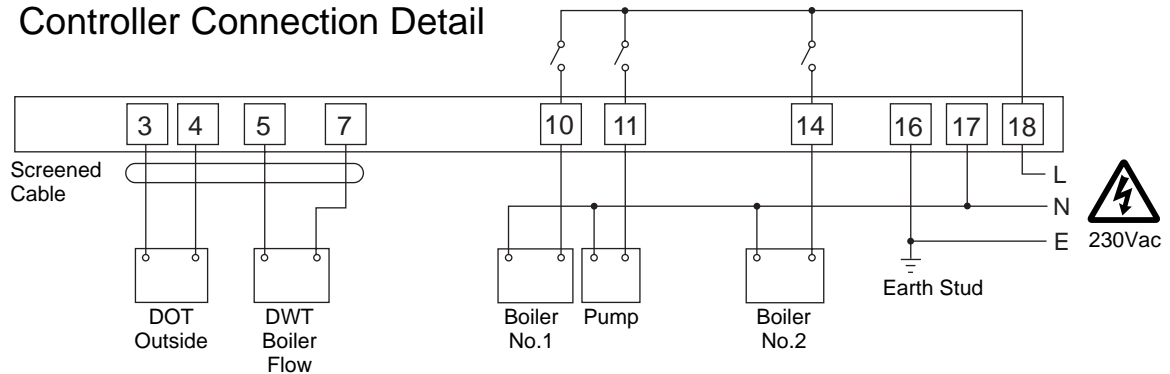 Controller Connection Detail
3 4 5 7 10 11 14 16 17 18
Screened
Cable
L
N
E
230Vac
Earth Stud
DOT
Outside
DWT
Boiler
Flow
Boiler
No.1
Pump
Boiler
No.2